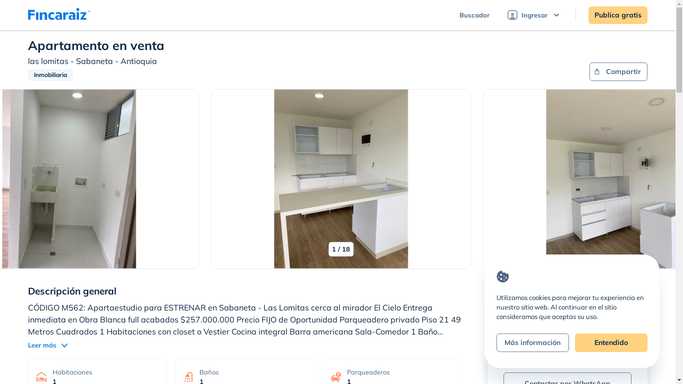 Fincaraiz
Buscador
Ingresar
Publica gratis
Apartamento en venta
las lomitas - Sabaneta - Antioquia
Inmobiliaria
Compartir
1 / 18
Descripción general
CÓDIGO M562: Apartaestudio para ESTRENAR en Sabaneta - Las Lomitas cerca al mirador El Cielo Entrega
inmediata en Obra Blanca full acabados $257.000.000 Precio FIJO de Oportunidad Parqueadero privado Piso 21 49
Metros Cuadrados 1 Habitaciones con closet o Vestier Cocina integral Barra americana Sala-Comedor 1 Baño...
Leer más
Habitaciones
1
Baños
1
Parqueaderos
1
Utilizamos cookies para mejorar tu experiencia en
nuestro sitio web. Al continuar en el sitio
consideramos que aceptas su uso.
Más información
Entendido
Contactar por WhatsApp